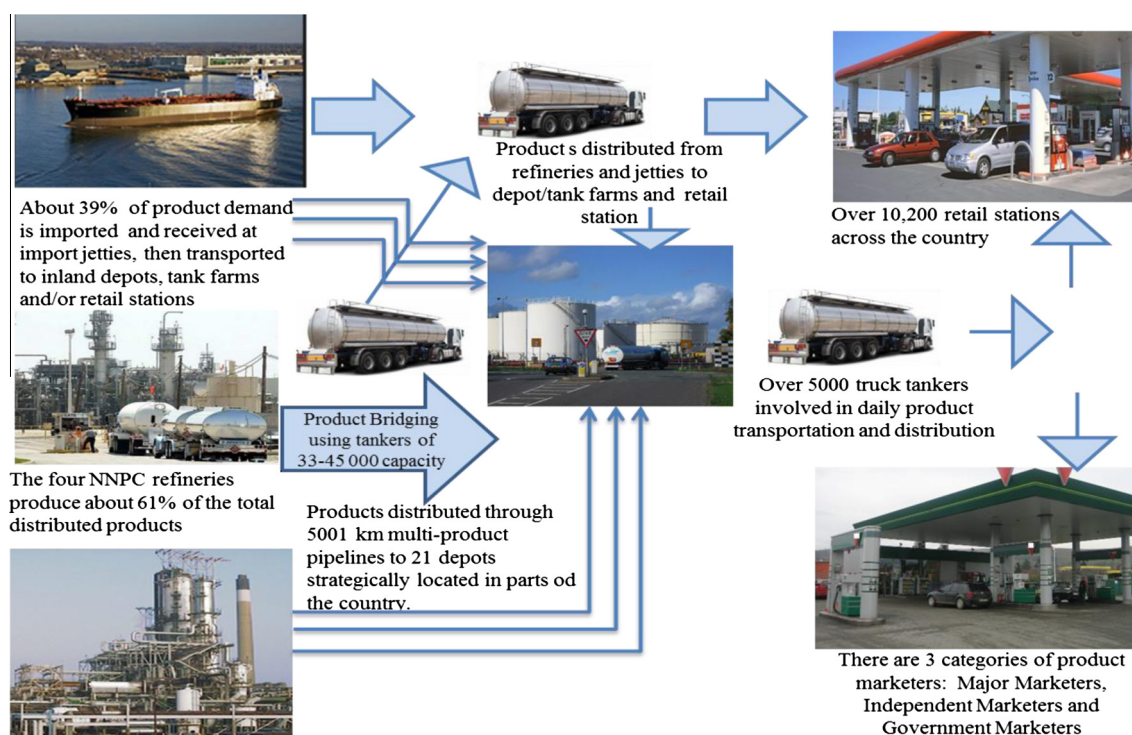 About 39% of product demand
is imported and received at
import jetties, then transported
to inland depots, tank farms
and/or retail stations
Product s distributed from
refineries and jetties to
depot/tank farms and retail
station
Over 10,200 retail stations
across the country
The four NNPC refineries
produce about 61% of the total
distributed products
Product Bridging
using tankers of
33-45 000 capacity
Over 5000 truck tankers
involved in daily product
transportation and distribution
Products distributed through
5001 km multi-product
pipelines to 21 depots
strategically located in parts od
the country.
There are 3 categories of product
marketers: Major Marketers,
Independent Marketers and
Government Marketers